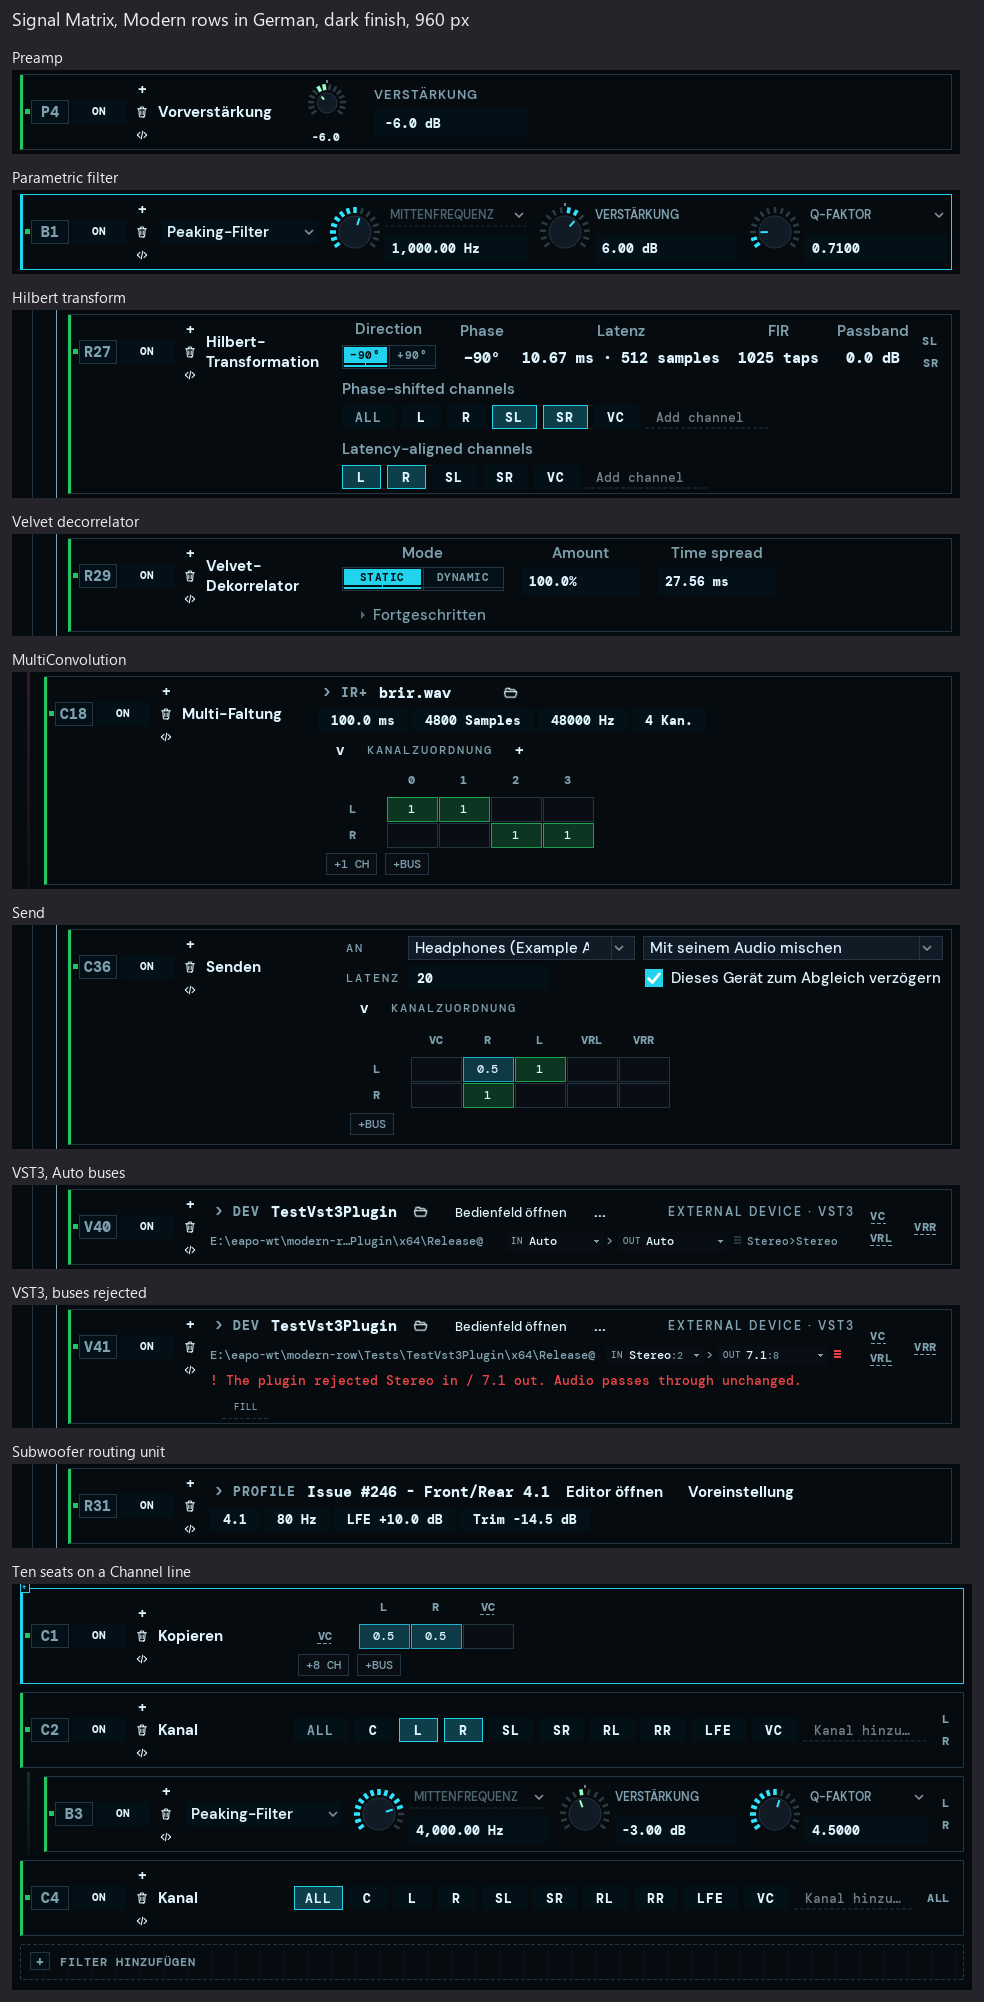 Signal Matrix, Modern rows in German, dark finish, 960 px
Preamp
P4 ON + Vorverstärkung -6.0 VERSTÄRKUNG
-6.0 dB
Parametric filter
B1 ON + Peaking-Filter MITTENFREQUENZ VERSTÄRKUNG Q-FAKTOR
1,000.00 Hz 6.00 dB 0.7100
Hilbert transform
R27 ON + Hilbert-
Transformation
Direction Phase Latenz FIR Passband
-90° +90° -90° 10.67 ms · 512 samples 1025 taps 0.0 dB
SL
SR
Phase-shifted channels
ALL L R SL SR VC Add channel
Latency-aligned channels
L R SL SR VC Add channel
Velvet decorrelator
R29 ON + Velvet-
Dekorrelator
Mode Amount Time spread
STATIC DYNAMIC 100.0% 27.56 ms
Fortgeschritten
MultiConvolution
C18 ON + Multi-Faltung
> IR+ brir.wav
100.0 ms 4800 Samples 48000 Hz 4 Kan.
v KANALZUORDNUNG +
0 1 2 3
L 1 1
R 1 1
+1 CH +BUS
Send
C36 ON + Senden
AN Headphones (Example A Mit seinem Audio mischen
LATENZ 20 Dieses Gerät zum Abgleich verzögern
v KANALZUORDNUNG
VC R L VRL VRR
L 0.5 1
R 1
+BUS
VST3, Auto buses
V40 ON + > DEV TestVst3Plugin Bedienfeld öffnen ... EXTERNAL DEVICE · VST3
E:\eapo-wt\modern-r…Plugin\x64\Release@ IN Auto > OUT Auto Stereo>Stereo
VC
VRL
VRR
VST3, buses rejected
V41 ON + > DEV TestVst3Plugin Bedienfeld öffnen ... EXTERNAL DEVICE · VST3
E:\eapo-wt\modern-row\Tests\TestVst3Plugin\x64\Release@ IN Stereo:2 > OUT 7.1:8
VC
VRL
VRR
! The plugin rejected Stereo in / 7.1 out. Audio passes through unchanged.
FILL
Subwoofer routing unit
R31 ON + > PROFILE Issue #246 - Front/Rear 4.1 Editor öffnen Voreinstellung
4.1 80 Hz LFE +10.0 dB Trim -14.5 dB
Ten seats on a Channel line
+
C1 ON + Kopieren
L R VC
VC 0.5 0.5
+8 CH +BUS
C2 ON + Kanal ALL C L R SL SR RL RR LFE VC Kanal hinzu…
L
R
B3 ON + Peaking-Filter MITTENFREQUENZ VERSTÄRKUNG Q-FAKTOR
4,000.00 Hz -3.00 dB 4.5000
L
R
C4 ON + Kanal ALL C L R SL SR RL RR LFE VC Kanal hinzu… ALL
+ FILTER HINZUFÜGEN